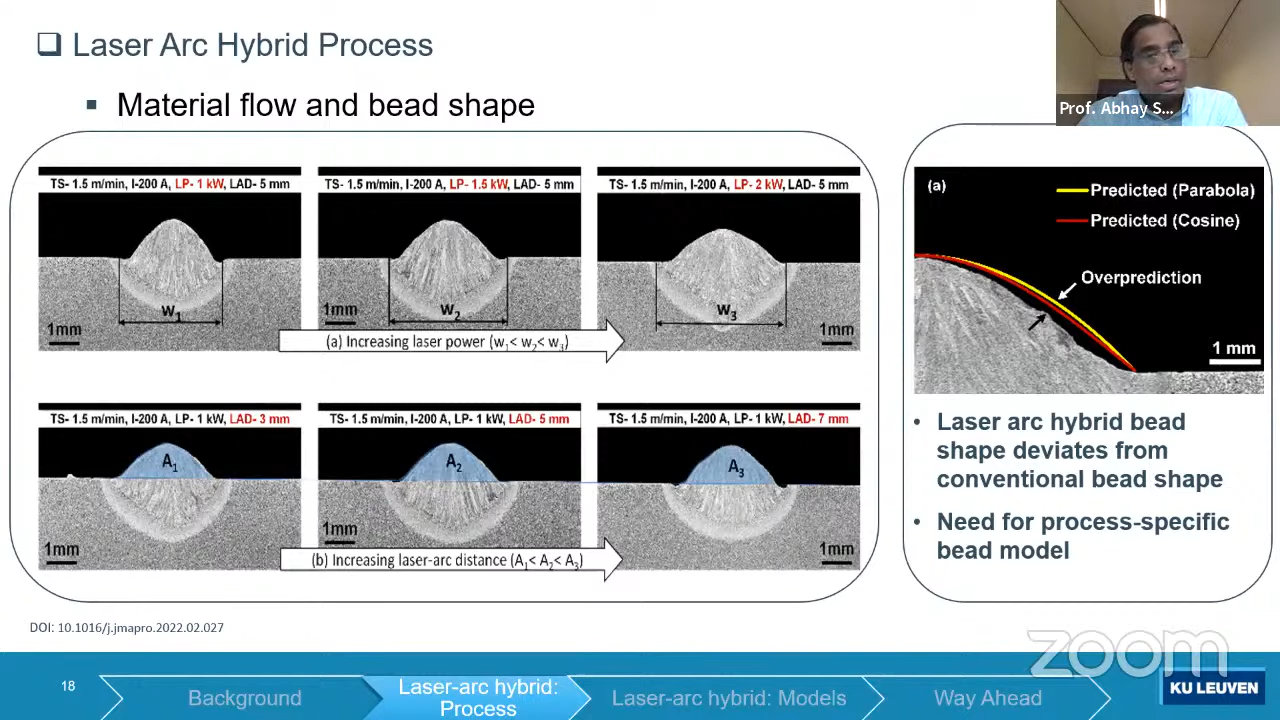 ❑ Laser Arc Hybrid Process
▪ Material flow and bead shape
Prof. Abhay S...
TS- 1.5 m/min, I-200 A, LP- 1 kW, LAD- 5 mm
TS- 1.5 m/min, I-200 A, LP- 1.5 kW, LAD- 5 mm
TS- 1.5 m/min, I-200 A, LP- 2 kW, LAD- 5 mm
W₁
W₂
W₃
1mm
1mm
1mm
(a) Increasing laser power (w₁< w₂< w₃)
TS- 1.5 m/min, I-200 A, LP- 1 kW, LAD- 3 mm
TS- 1.5 m/min, I-200 A, LP- 1 kW, LAD- 5 mm
TS- 1.5 m/min, I-200 A, LP- 1 kW, LAD- 7 mm
A₁
A₂
A₃
1mm
1mm
1mm
(b) Increasing laser-arc distance (A₁< A₂< A₃)
(a)
Predicted (Parabola)
Predicted (Cosine)
Overprediction
1 mm
• Laser arc hybrid bead
shape deviates from
conventional bead shape
• Need for process-specific
bead model
DOI: 10.1016/j.jmapro.2022.02.027
zoom
18
Background
Laser-arc hybrid:
Process
Laser-arc hybrid: Models
Way Ahead
KU LEUVEN